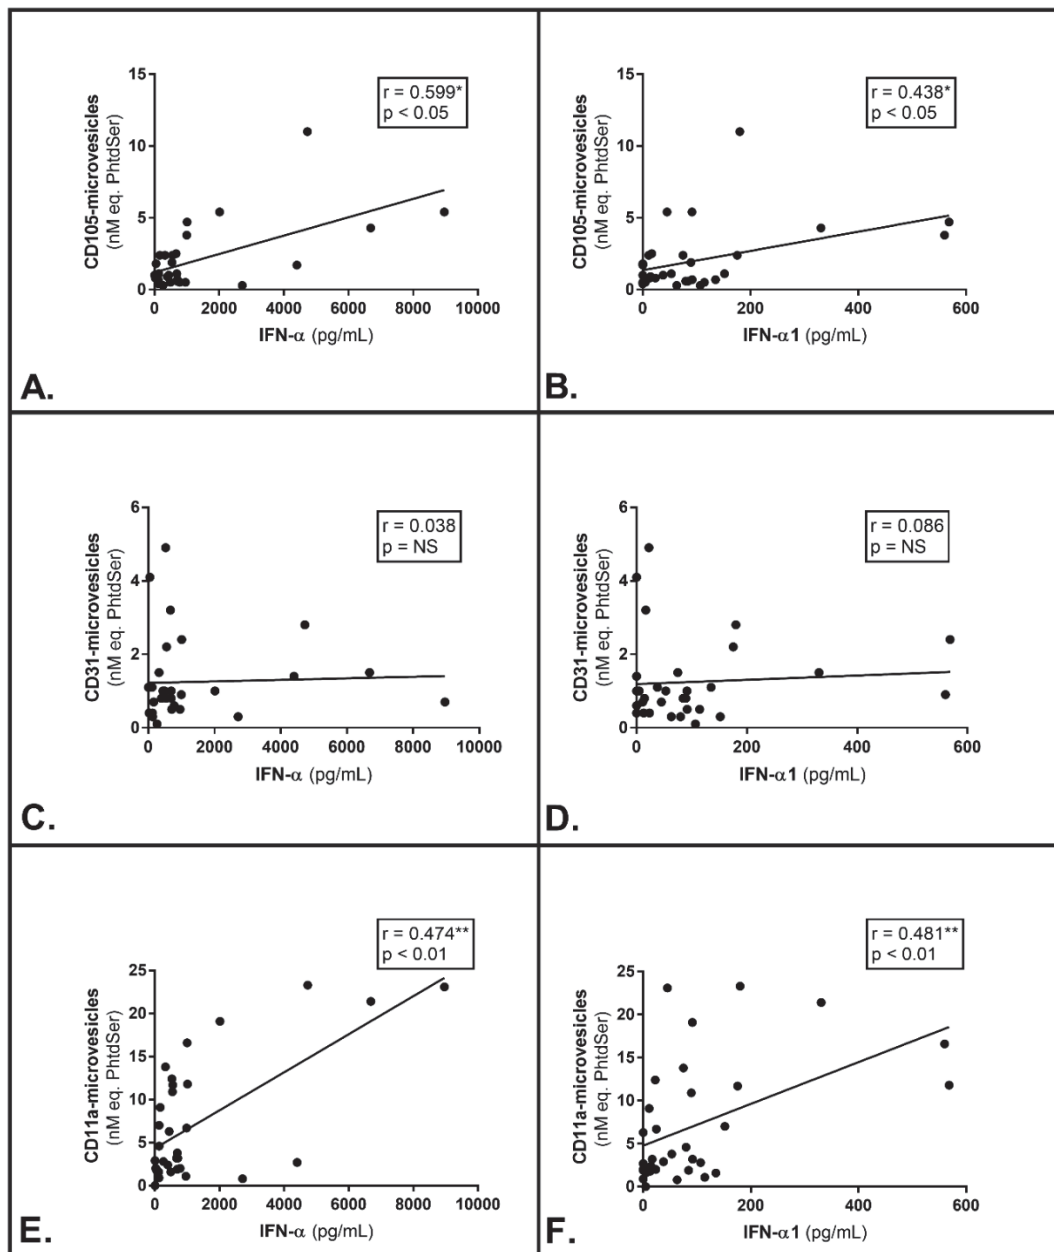 r = 0.599*
p < 0.05
CD105-microvesicles
(nM eq. PhtdSer)
15
10
5
0
0 2000 4000 6000 8000 10000
IFN-α (pg/mL)
A.
r = 0.438*
p < 0.05
CD105-microvesicles
(nM eq. PhtdSer)
15
10
5
0
0 200 400 600
IFN-α1 (pg/mL)
B.
r = 0.038
p = NS
CD31-microvesicles
(nM eq. PhtdSer)
6
4
2
0
0 2000 4000 6000 8000 10000
IFN-α (pg/mL)
C.
r = 0.086
p = NS
CD31-microvesicles
(nM eq. PhtdSer)
6
4
2
0
0 200 400 600
IFN-α1 (pg/mL)
D.
r = 0.474**
p < 0.01
CD11a-microvesicles
(nM eq. PhtdSer)
25
20
15
10
5
0
0 2000 4000 6000 8000 10000
IFN-α (pg/mL)
E.
r = 0.481**
p < 0.01
CD11a-microvesicles
(nM eq. PhtdSer)
25
20
15
10
5
0
0 200 400 600
IFN-α1 (pg/mL)
F.